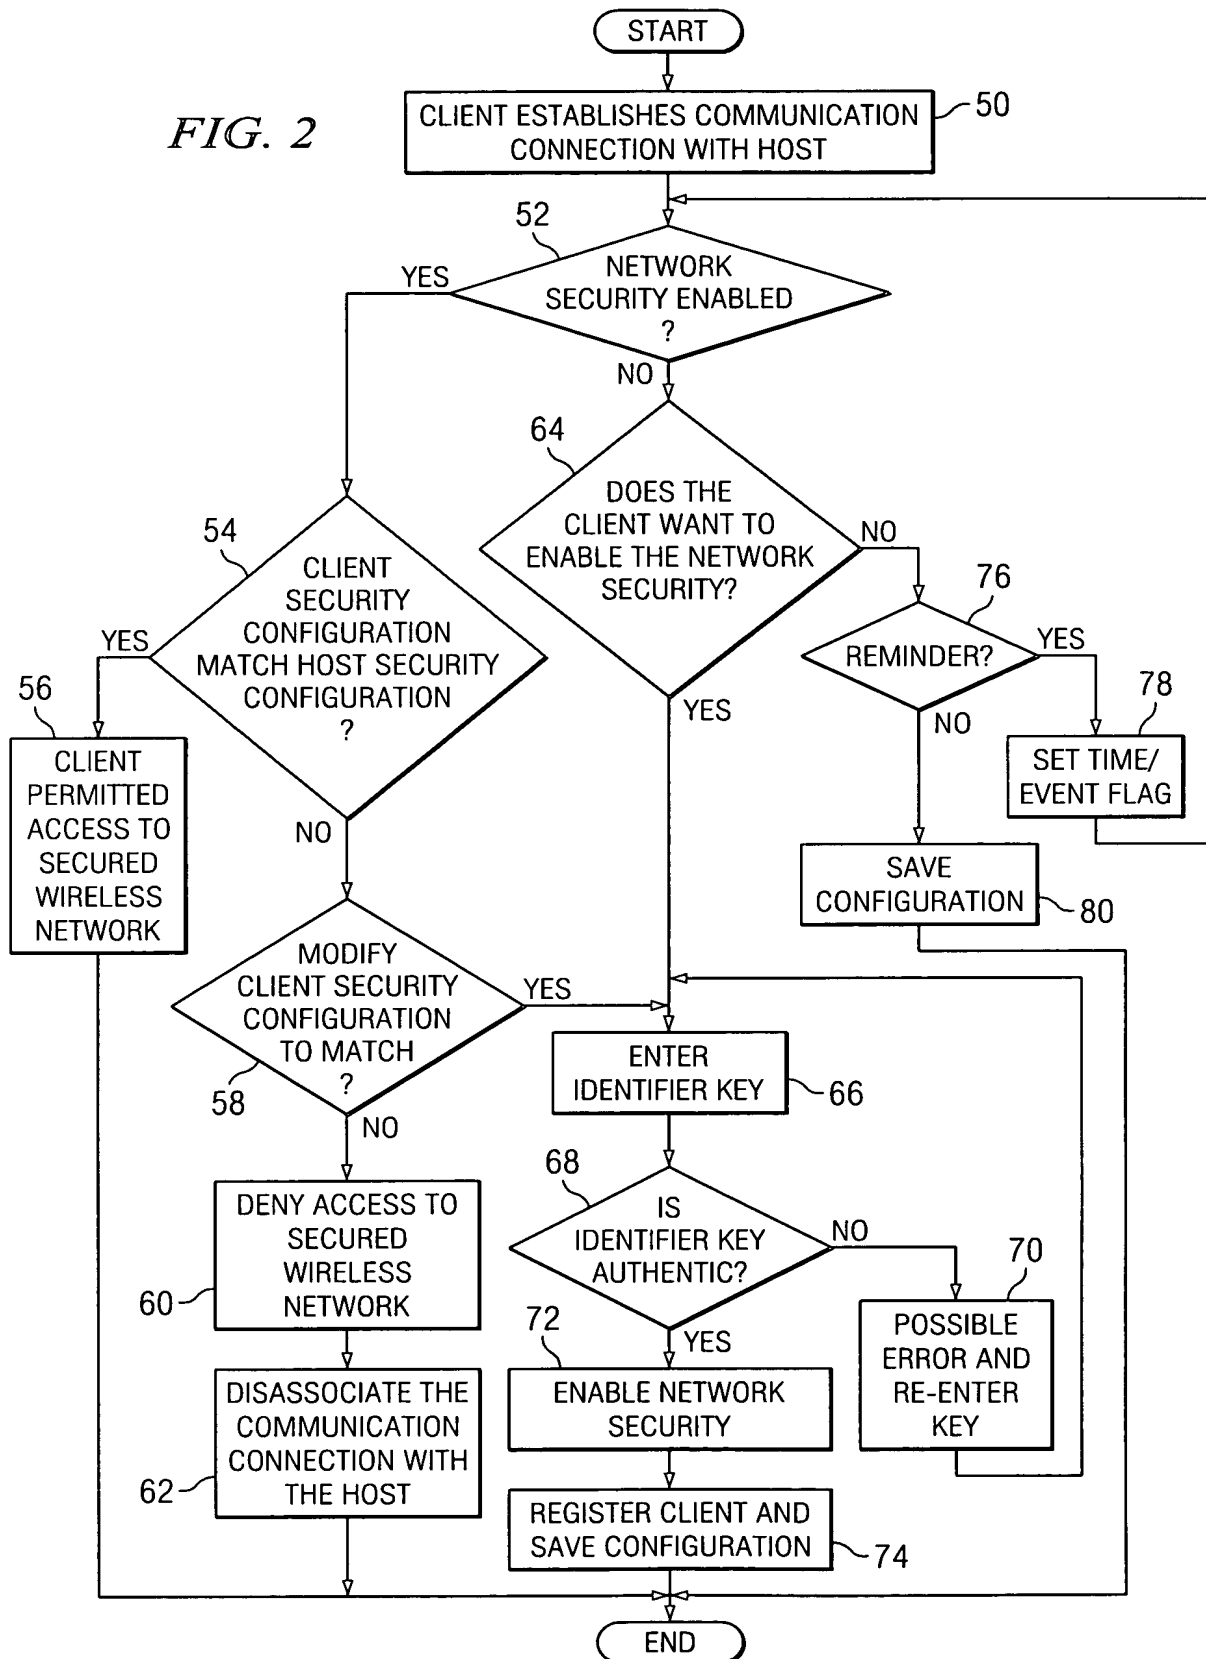 START
FIG. 2
CLIENT ESTABLISHES COMMUNICATION
CONNECTION WITH HOST
50
52
NETWORK
SECURITY ENABLED
?
YES
NO
64
DOES THE
CLIENT WANT TO
ENABLE THE NETWORK
SECURITY?
NO
YES
54
CLIENT
SECURITY
CONFIGURATION
MATCH HOST SECURITY
CONFIGURATION
?
YES
NO
76
REMINDER?
YES
NO
78
SET TIME/
EVENT FLAG
56
CLIENT
PERMITTED
ACCESS TO
SECURED
WIRELESS
NETWORK
SAVE
CONFIGURATION
80
MODIFY
CLIENT SECURITY
CONFIGURATION
TO MATCH
?
58
YES
NO
ENTER
IDENTIFIER KEY
66
68
IS
IDENTIFIER KEY
AUTHENTIC?
NO
YES
DENY ACCESS TO
SECURED
WIRELESS
NETWORK
60
70
POSSIBLE
ERROR AND
RE-ENTER
KEY
72
ENABLE NETWORK
SECURITY
DISASSOCIATE THE
COMMUNICATION
CONNECTION WITH
THE HOST
62
REGISTER CLIENT AND
SAVE CONFIGURATION
74
END